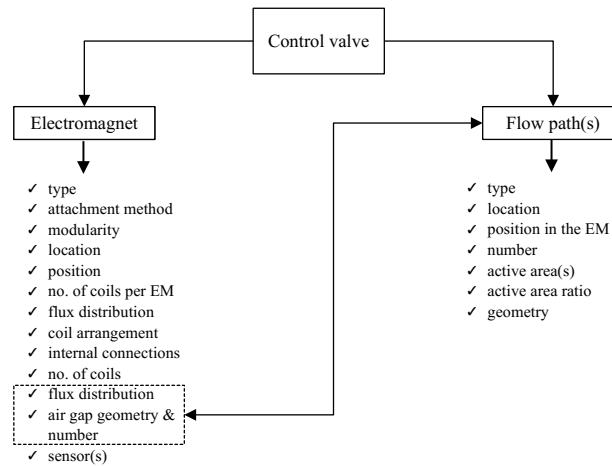 Control valve
Electromagnet
✓ type
✓ attachment method
✓ modularity
✓ location
✓ position
✓ no. of coils per EM
✓ flux distribution
✓ coil arrangement
✓ internal connections
✓ no. of coils
✓ flux distribution
✓ air gap geometry &
number
✓ sensor(s)
Flow path(s)
✓ type
✓ location
✓ position in the EM
✓ number
✓ active area(s)
✓ active area ratio
✓ geometry